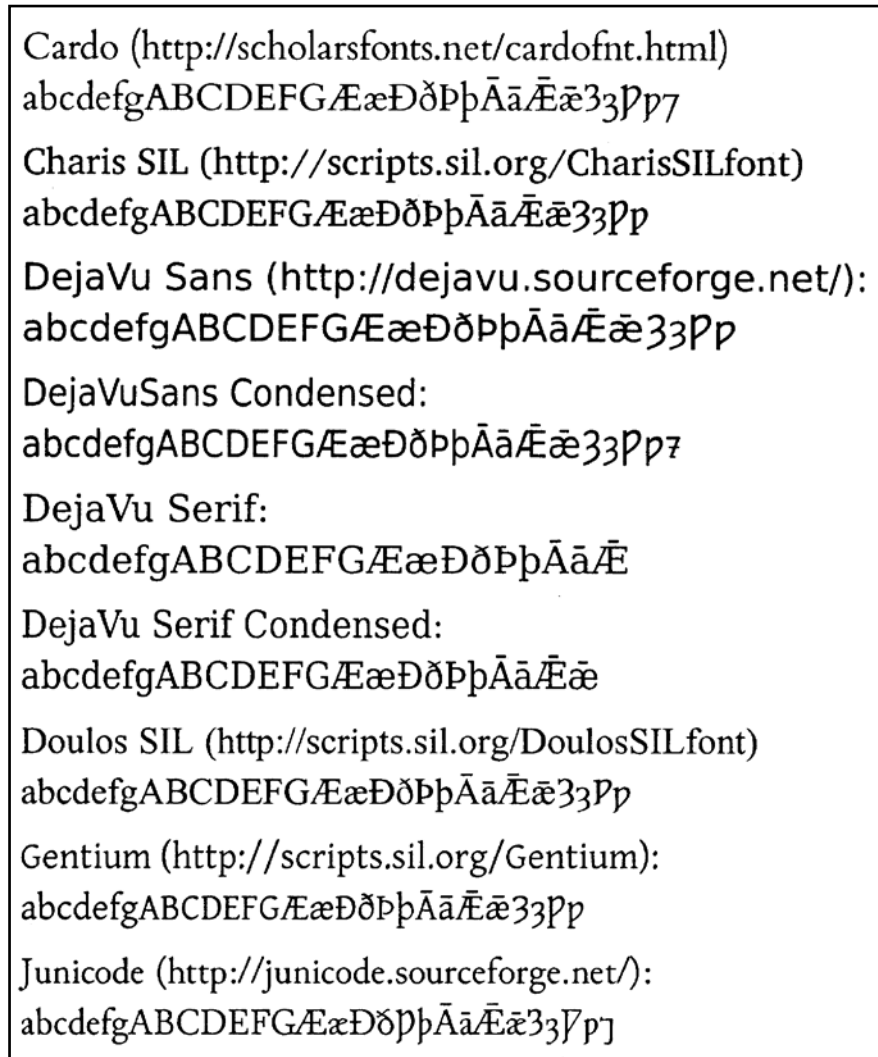 Cardo (http://scholarsfonts.net/cardofnt.html)
abcdefgABCDEFGÆæÐðÞþĀāǢǣȜȝǷƿ⁊
Charis SIL (http://scripts.sil.org/CharisSILfont)
abcdefgABCDEFGÆæÐðÞþĀāǢǣȜȝǷƿ
DejaVu Sans (http://dejavu.sourceforge.net/):
abcdefgABCDEFGÆæÐðÞþĀāǢǣȜȝǷƿ
DejaVuSans Condensed:
abcdefgABCDEFGÆæÐðÞþĀāǢǣȜȝǷƿ⁊
DejaVu Serif:
abcdefgABCDEFGÆæÐðÞþĀāǢ
DejaVu Serif Condensed:
abcdefgABCDEFGÆæÐðÞþĀāǢǣ
Doulos SIL (http://scripts.sil.org/DoulosSILfont)
abcdefgABCDEFGÆæÐðÞþĀāǢǣȜȝǷƿ
Gentium (http://scripts.sil.org/Gentium):
abcdefgABCDEFGÆæÐðÞþĀāǢǣȜȝǷƿ
Junicode (http://junicode.sourceforge.net/):
abcdefgABCDEFGÆæÐðÞþĀāǢǣȜȝǷƿ⁊